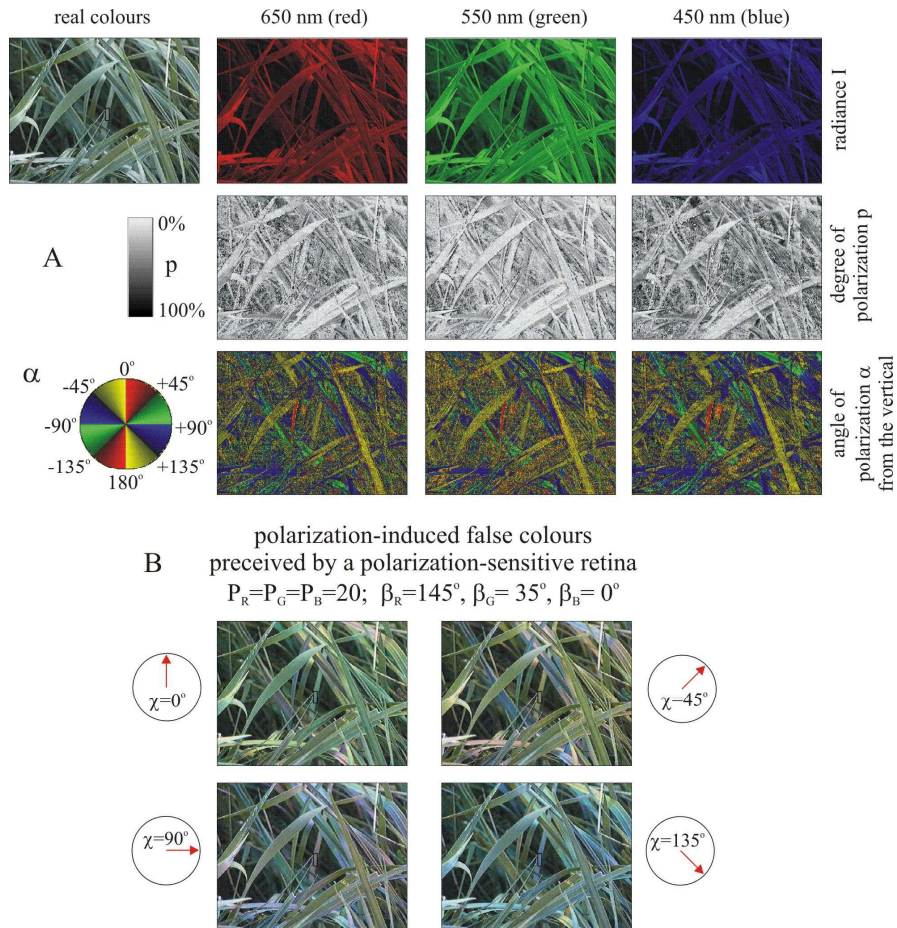 real colours
650 nm (red)
550 nm (green)
450 nm (blue)
radiance I
A
0%
p
100%
degree of
polarization p
α
0°
-45°
+45°
-90°
+90°
-135°
+135°
180°
angle of
polarization α
from the vertical
B
polarization-induced false colours
preceived by a polarization-sensitive retina
P_R=P_G=P_B=20; β_R=145°, β_G= 35°, β_B= 0°
χ=0°
χ=45°
χ=90°
χ=135°